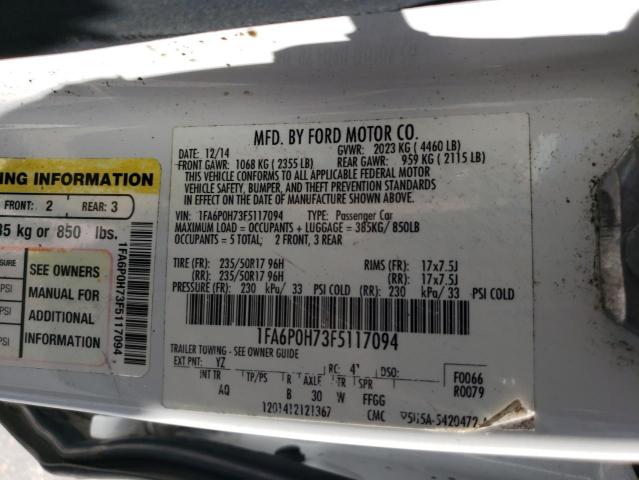 MFD. BY FORD MOTOR CO.
DATE: 12/14 GVWR: 2023 KG ( 4460 LB)
FRONT GAWR: 1068 KG ( 2355 LB) REAR GAWR: 959 KG ( 2115 LB)
THIS VEHICLE CONFORMS TO ALL APPLICABLE FEDERAL MOTOR
VEHICLE SAFETY, BUMPER, AND THEFT PREVENTION STANDARDS IN
EFFECT ON THE DATE OF MANUFACTURE SHOWN ABOVE.
VIN: 1FA6P0H73F5117094 TYPE: Passenger Car
MAXIMUM LOAD = OCCUPANTS + LUGGAGE = 385KG/ 850LB
OCCUPANTS = 5 TOTAL; 2 FRONT, 3 REAR
TIRE (FR): 235/50R17 96H RIMS (FR): 17x7.5J
(RR): 235/50R17 96H (RR): 17x7.5J
PRESSURE (FR): 230 kPa/ 33 PSI COLD (RR): 230 kPa/ 33 PSI COLD
1FA6P0H73F5117094
TRAILER TOWING - SEE OWNER GUIDE
EXT PNT: YZ RC: 4 F0066
INT TR TP/PS R AXLE TR SPR R0079
AQ B 30 W FFGG
1201412121367 CMC
NG INFORMATION
FRONT: 2 REAR: 3
35 kg or 850 lbs.
SURE
PSI
PSI
PSI
SEE OWNERS
MANUAL FOR
ADDITIONAL
INFORMATION
1FA6P0H73F5117094